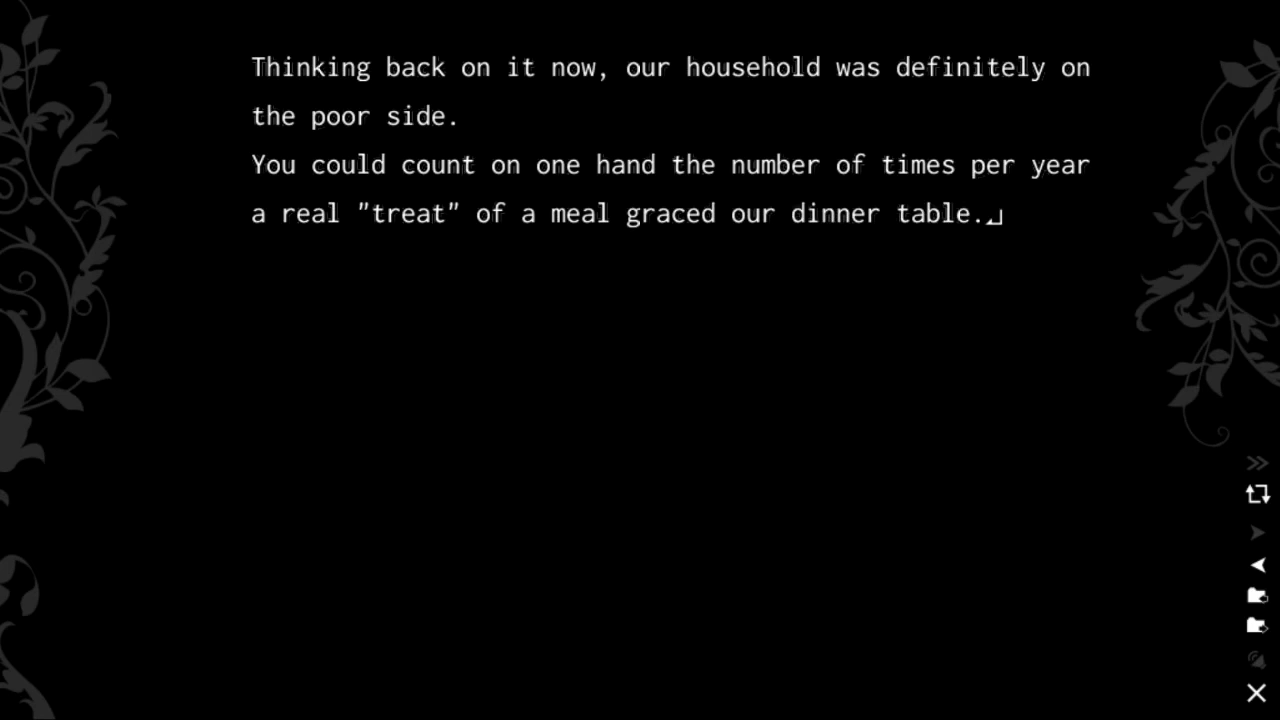 Thinking back on it now, our household was definitely on
the poor side.
You could count on one hand the number of times per year
a real "treat" of a meal graced our dinner table.